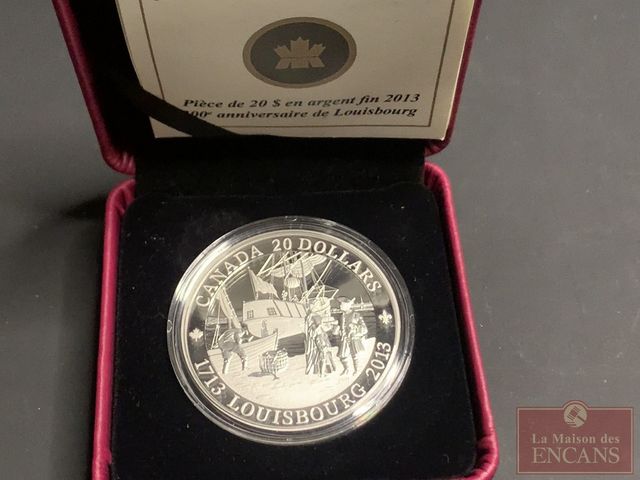 Pièce de 20 $ en argent fin 2013
300e anniversaire de Louisbourg
CANADA 20 DOLLARS
1713 LOUISBOURG 2013
La Maison des
ENCANS